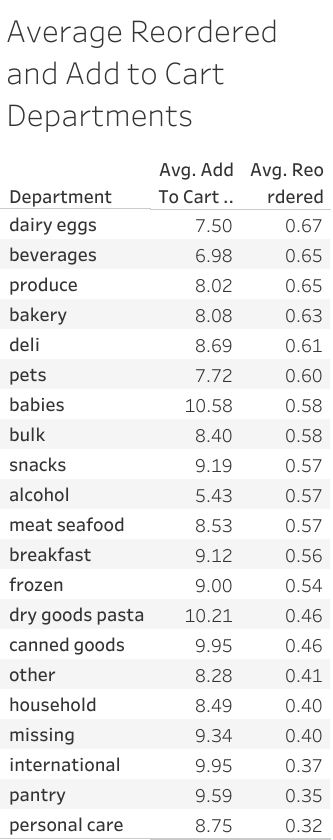 Average Reordered
and Add to Cart
Departments
Avg. Add Avg. Reo
Department To Cart .. rdered
dairy eggs 7.50 0.67
beverages 6.98 0.65
produce 8.02 0.65
bakery 8.08 0.63
deli 8.69 0.61
pets 7.72 0.60
babies 10.58 0.58
bulk 8.40 0.58
snacks 9.19 0.57
alcohol 5.43 0.57
meat seafood 8.53 0.57
breakfast 9.12 0.56
frozen 9.00 0.54
dry goods pasta 10.21 0.46
canned goods 9.95 0.46
other 8.28 0.41
household 8.49 0.40
missing 9.34 0.40
international 9.95 0.37
pantry 9.59 0.35
personal care 8.75 0.32